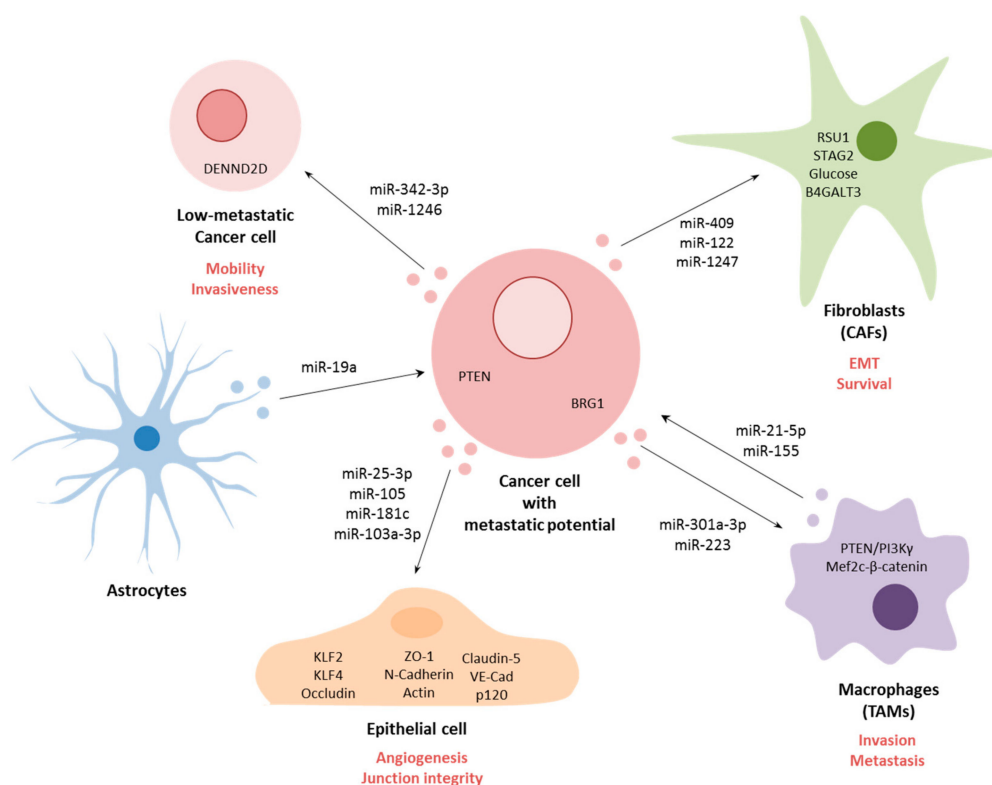 DENND2D
Low-metastatic
Cancer cell
Mobility
Invasiveness
miR-342-3p
miR-1246
RSU1
STAG2
Glucose
B4GALT3
miR-409
miR-122
miR-1247
Fibroblasts
(CAFs)
EMT
Survival
miR-19a
Astrocytes
PTEN
BRG1
Cancer cell
with
metastatic potential
miR-21-5p
miR-155
miR-301a-3p
miR-223
PTEN/PI3Kγ
Mef2c-β-catenin
Macrophages
(TAMs)
Invasion
Metastasis
miR-25-3p
miR-105
miR-181c
miR-103a-3p
KLF2
KLF4
Occludin
ZO-1
N-Cadherin
Actin
Claudin-5
VE-Cad
p120
Epithelial cell
Angiogenesis
Junction integrity